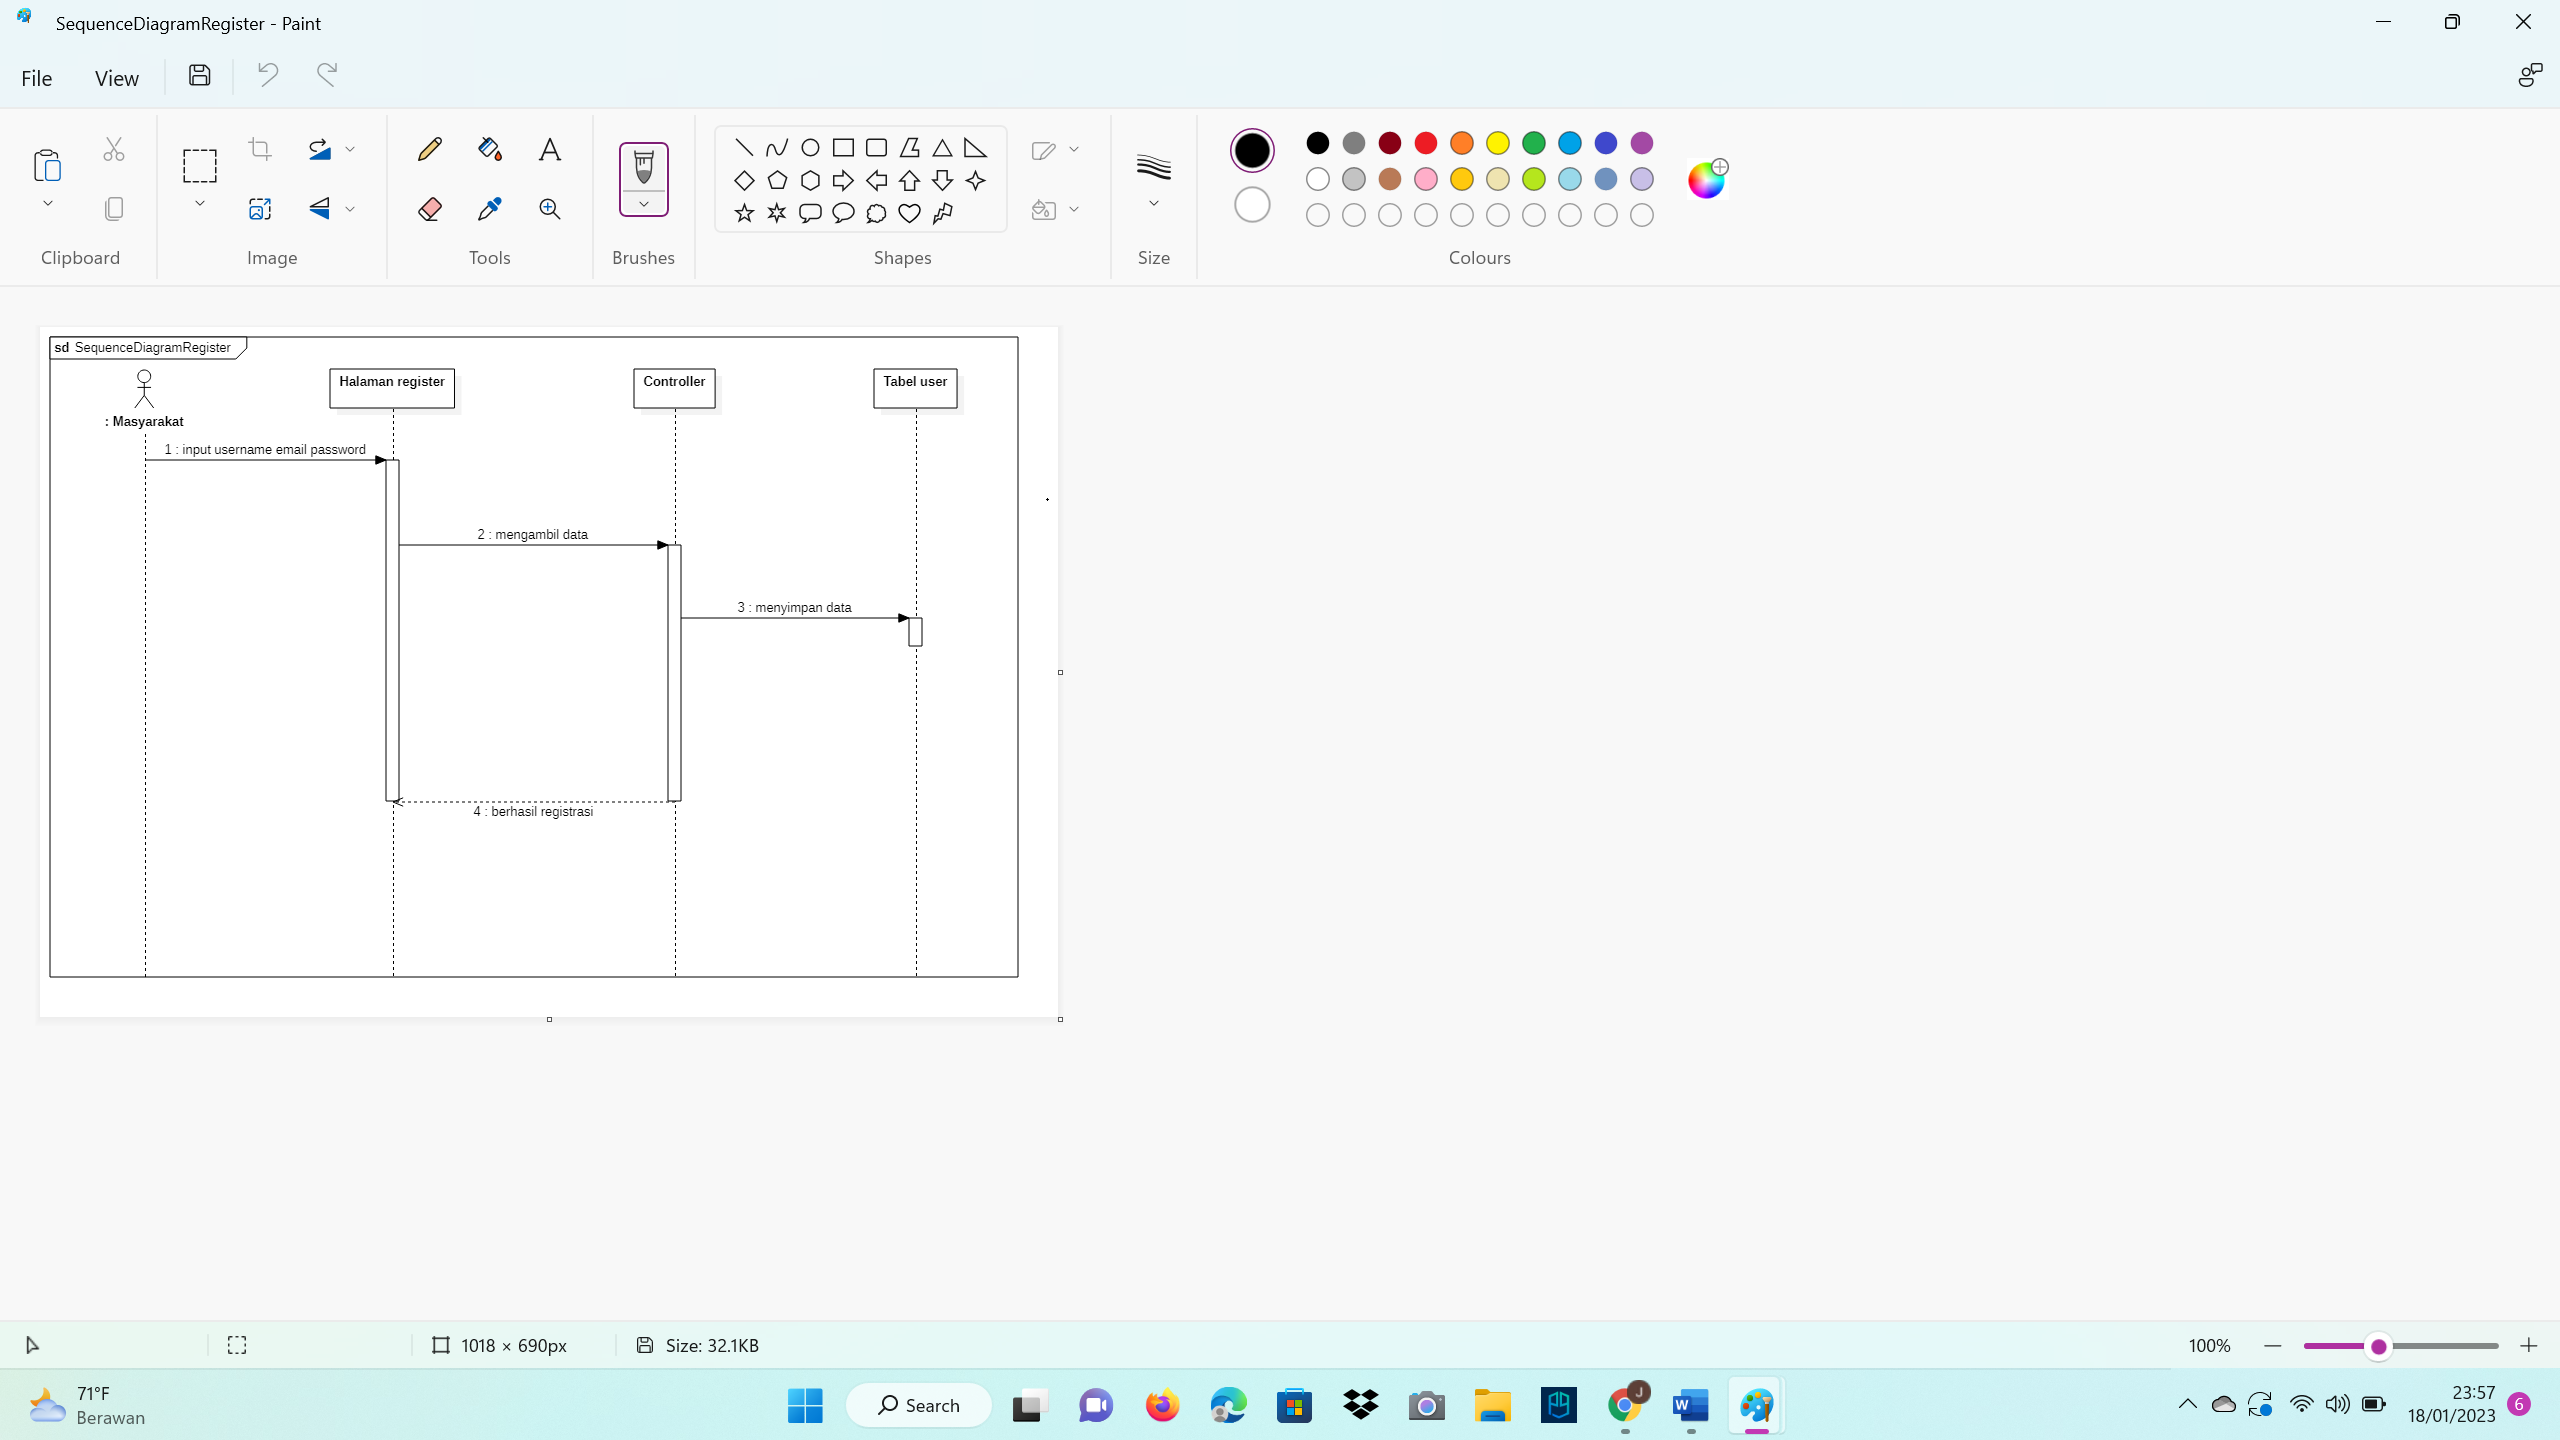 SequenceDiagramRegister - Paint
File
View
Clipboard
Image
Tools
Brushes
Shapes
Size
Colours
sd SequenceDiagramRegister
Halaman register
Controller
Tabel user
: Masyarakat
1 : input username email password
2 : mengambil data
3 : menyimpan data
4 : berhasil registrasi
1018 × 690px
Size: 32.1KB
100%
71°F
Berawan
Search
J
W
23:57
18/01/2023
6